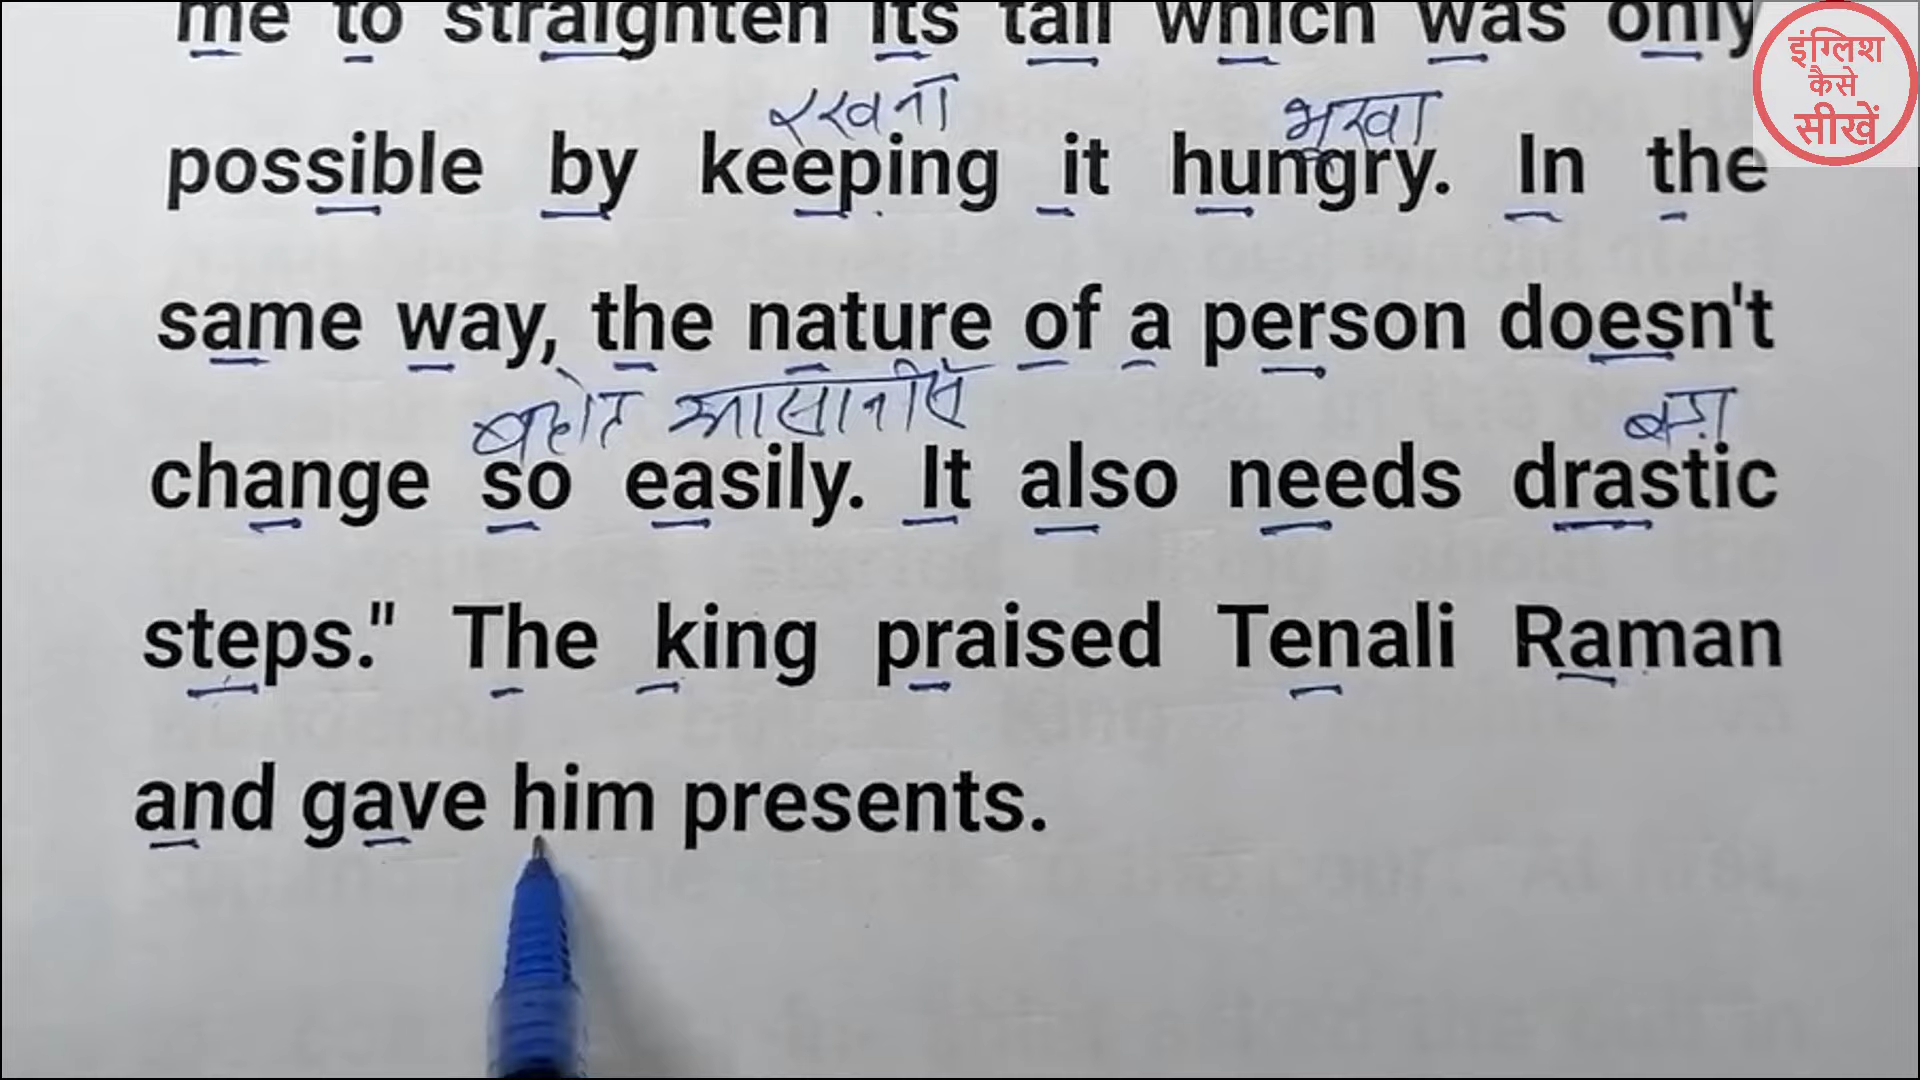 me to straighten its tail which was only
इंग्लिश
कैसे
सीखें
रखना भूखा
possible by keeping it hungry. In the
same way, the nature of a person doesn't
बहोत आसानीसे बड़ा
change so easily. It also needs drastic
steps." The king praised Tenali Raman
and gave him presents.